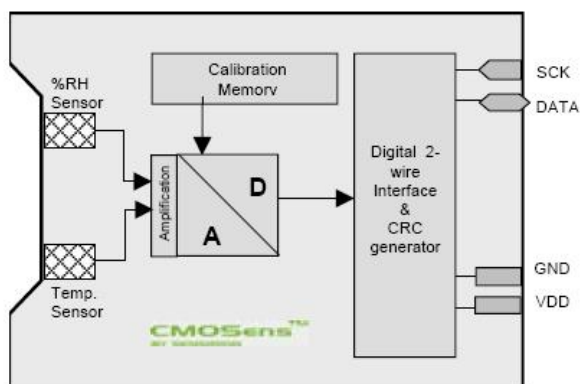 %RH
Sensor
Calibration
Memory
Amplification
A
D
Digital 2-
wire
Interface
&
CRC
generator
SCK
DATA
GND
VDD
Temp.
Sensor
CMOSens™